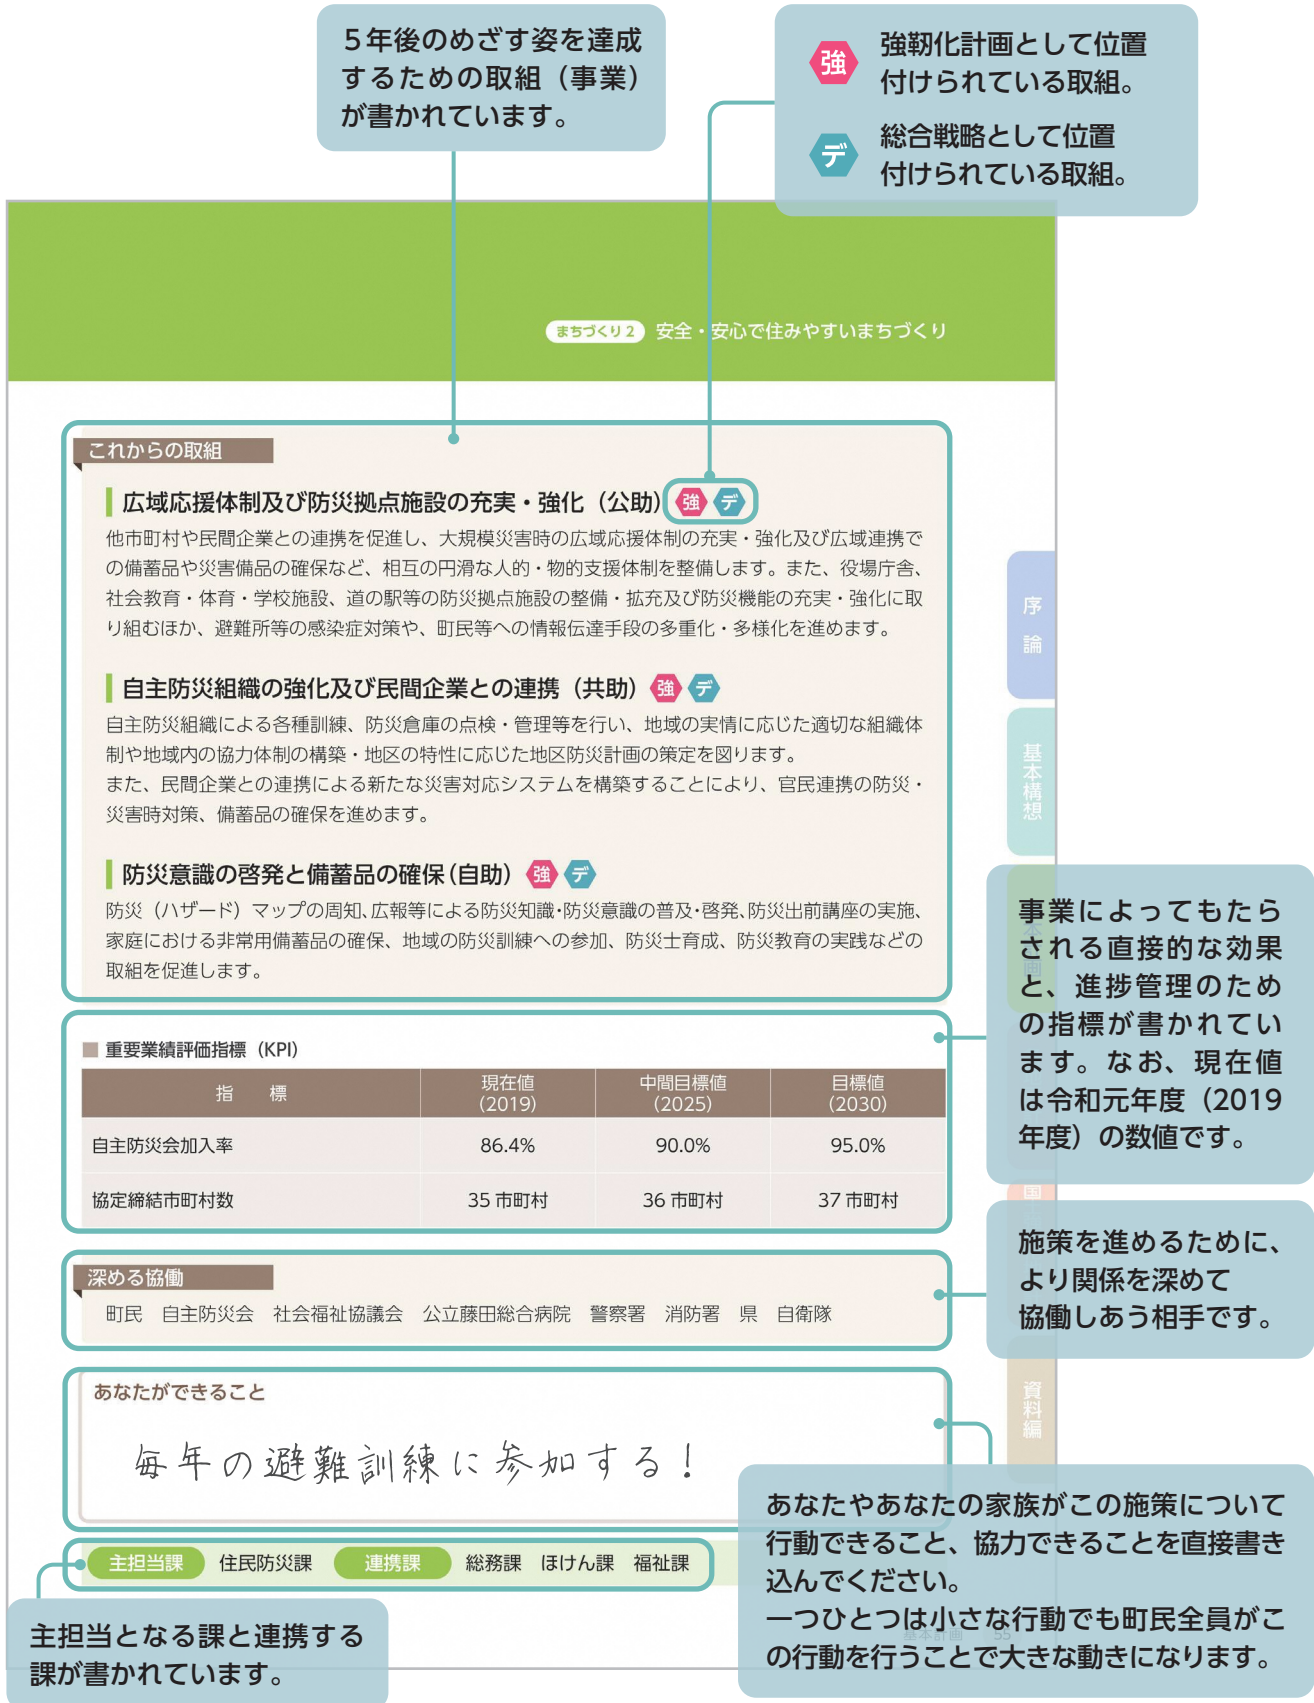 ５年後のめざす姿を達成
するための取組（事業）
が書かれています。
強 強靭化計画として位置
付けられている取組。
デ 総合戦略として位置
付けられている取組。
まちづくり２ 安全・安心で住みやすいまちづくり
これからの取組
広域応援体制及び防災拠点施設の充実・強化（公助） 強 デ
他市町村や民間企業との連携を促進し、大規模災害時の広域応援体制の充実・強化及び広域連携で
の備蓄品や災害備品の確保など、相互の円滑な人的・物的支援体制を整備します。また、役場庁舎、
社会教育・体育・学校施設、道の駅等の防災拠点施設の整備・拡充及び防災機能の充実・強化に取
り組むほか、避難所等の感染症対策や、町民等への情報伝達手段の多重化・多様化を進めます。
自主防災組織の強化及び民間企業との連携（共助） 強 デ
自主防災組織による各種訓練、防災倉庫の点検・管理等を行い、地域の実情に応じた適切な組織体
制や地域内の協力体制の構築・地区の特性に応じた地区防災計画の策定を図ります。
また、民間企業との連携による新たな災害対応システムを構築することにより、官民連携の防災・
災害時対策、備蓄品の確保を進めます。
防災意識の啓発と備蓄品の確保（自助） 強 デ
防災（ハザード）マップの周知、広報等による防災知識・防災意識の普及・啓発、防災出前講座の実施、
家庭における非常用備蓄品の確保、地域の防災訓練への参加、防災士育成、防災教育の実践などの
取組を促進します。
重要業績評価指標（KPI）
指　標 現在値 中間目標値 目標値
(2019) (2025) (2030)
自主防災会加入率 86.4% 90.0% 95.0%
協定締結市町村数 35 市町村 36 市町村 37 市町村
深める協働
町民　自主防災会　社会福祉協議会　公立藤田総合病院　警察署　消防署　県　自衛隊
あなたができること
毎年の避難訓練に参加する！
主担当課 住民防災課 連携課 総務課 ほけん課 福祉課
主担当となる課と連携する
課が書かれています。
序論
基本構想
事業によってもたら
される直接的な効果
と、進捗管理のため
の指標が書かれてい
ます。なお、現在値
は令和元年度（2019
年度）の数値です。
施策を進めるために、
より関係を深めて
協働しあう相手です。
資料編
あなたやあなたの家族がこの施策について
行動できること、協力できることを直接書き
込んでください。
一つひとつは小さな行動でも町民全員がこ
の行動を行うことで大きな動きになります。
基本計画 55